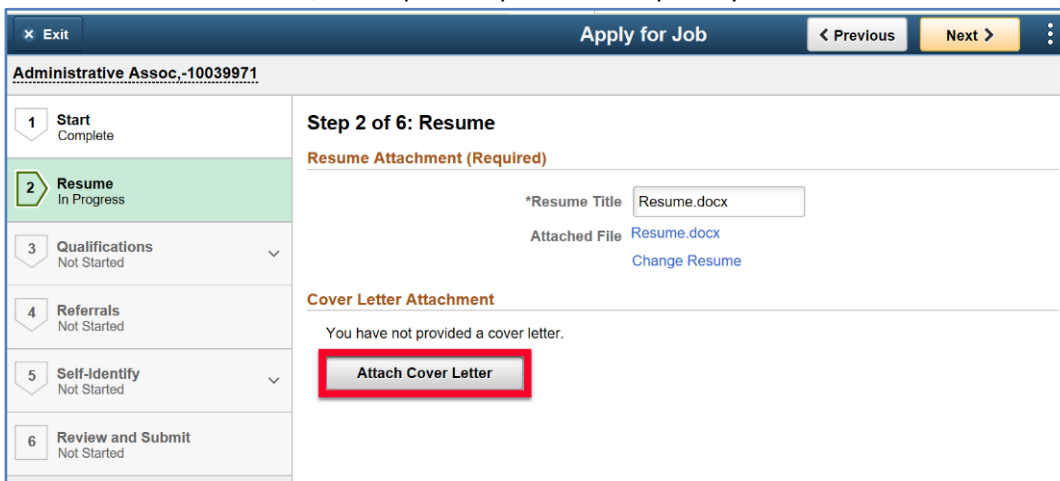 × Exit
Apply for Job
Previous
Next
Administrative Assoc,-10039971
1 Start
Complete
2 Resume
In Progress
3 Qualifications
Not Started
4 Referrals
Not Started
5 Self-Identify
Not Started
6 Review and Submit
Not Started
Step 2 of 6: Resume
Resume Attachment (Required)
*Resume Title Resume.docx
Attached File Resume.docx
Change Resume
Cover Letter Attachment
You have not provided a cover letter.
Attach Cover Letter